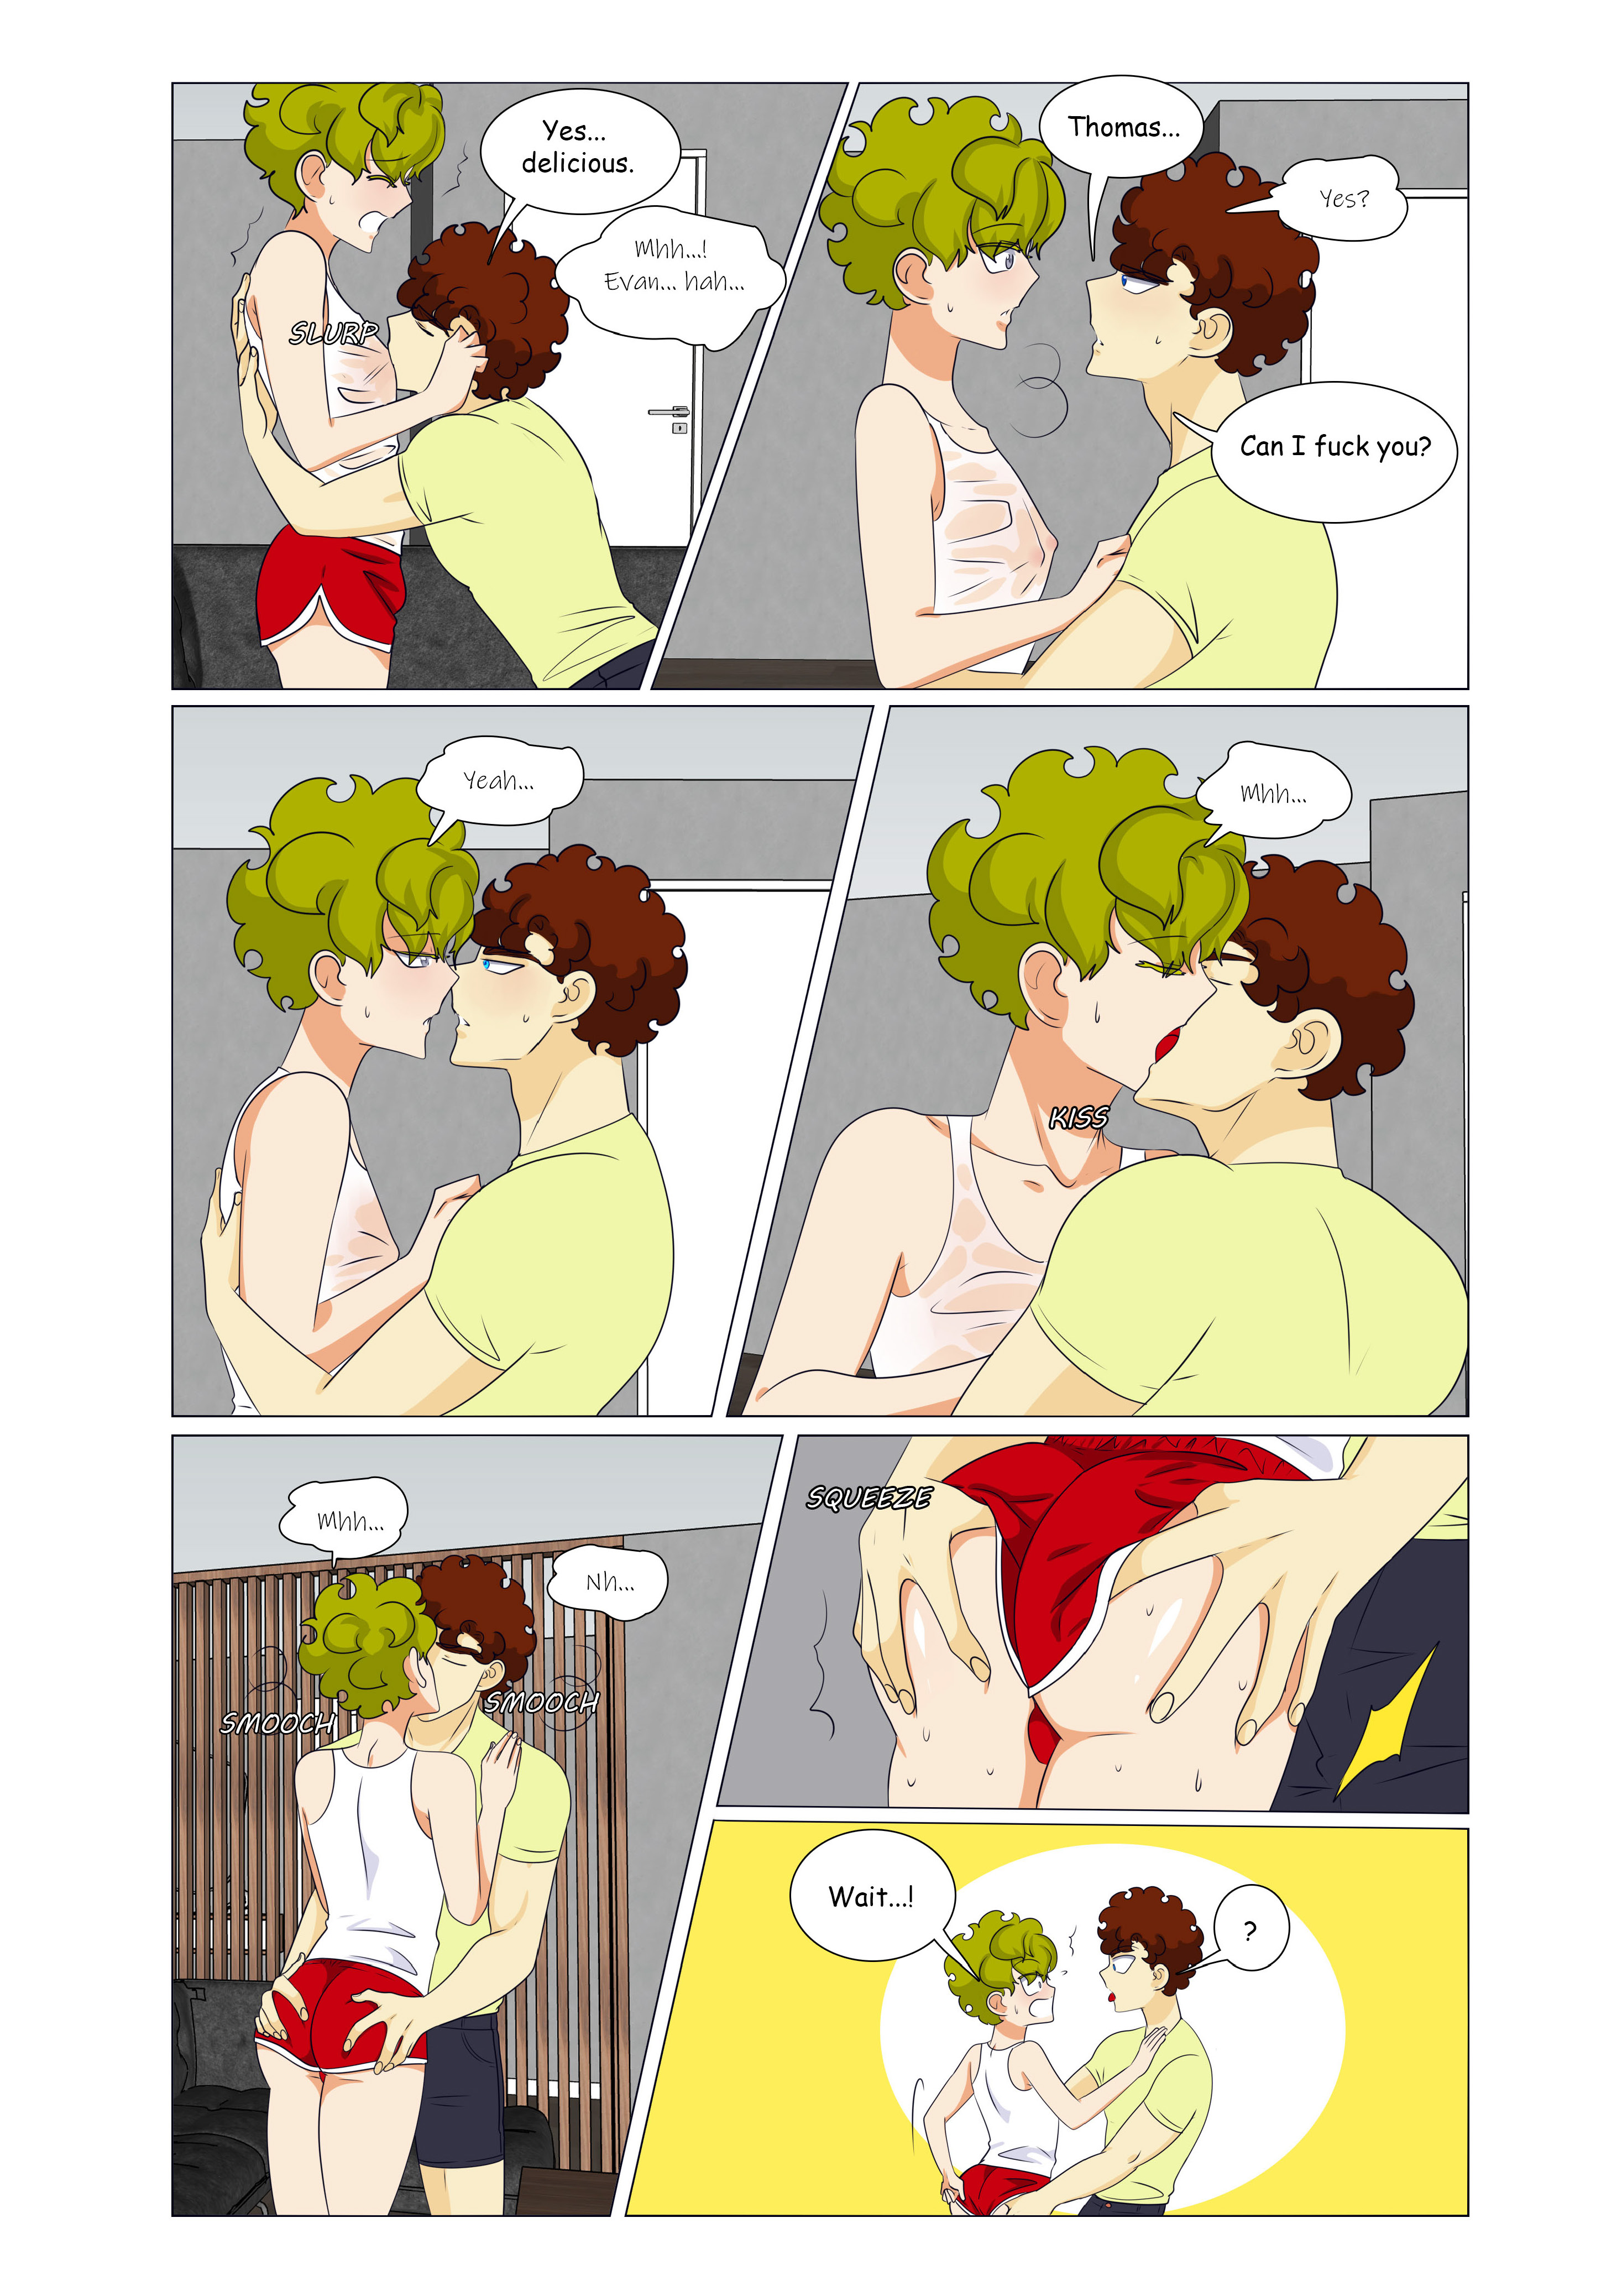 Yes...
delicious.
Mhh...!
Evan... hah...
SLURP
Thomas...
Yes?
Can I fuck you?
Yeah...
Mhh...
KISS
Mhh...
Nh...
SMOOCH
SMOOCH
SQUEEZE
Wait...!
?